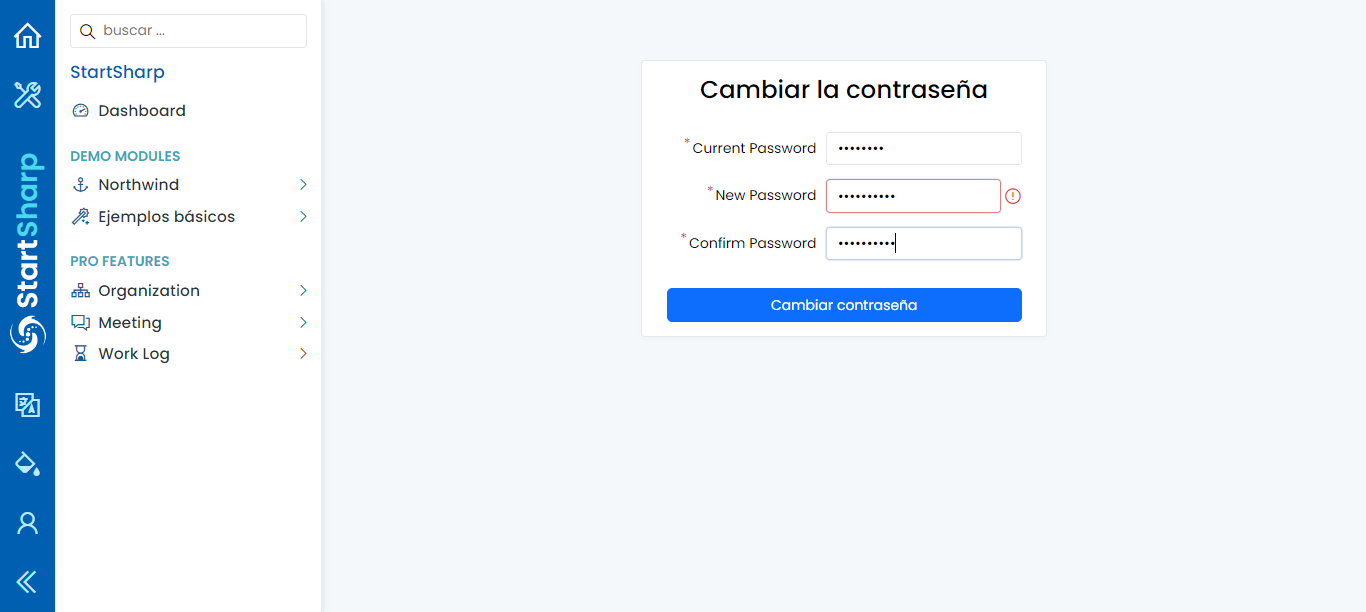 StartSharp
buscar ...
StartSharp
Dashboard
DEMO MODULES
Northwind
Ejemplos básicos
PRO FEATURES
Organization
Meeting
Work Log
Cambiar la contraseña
*Current Password
*New Password
*Confirm Password
Cambiar contraseña